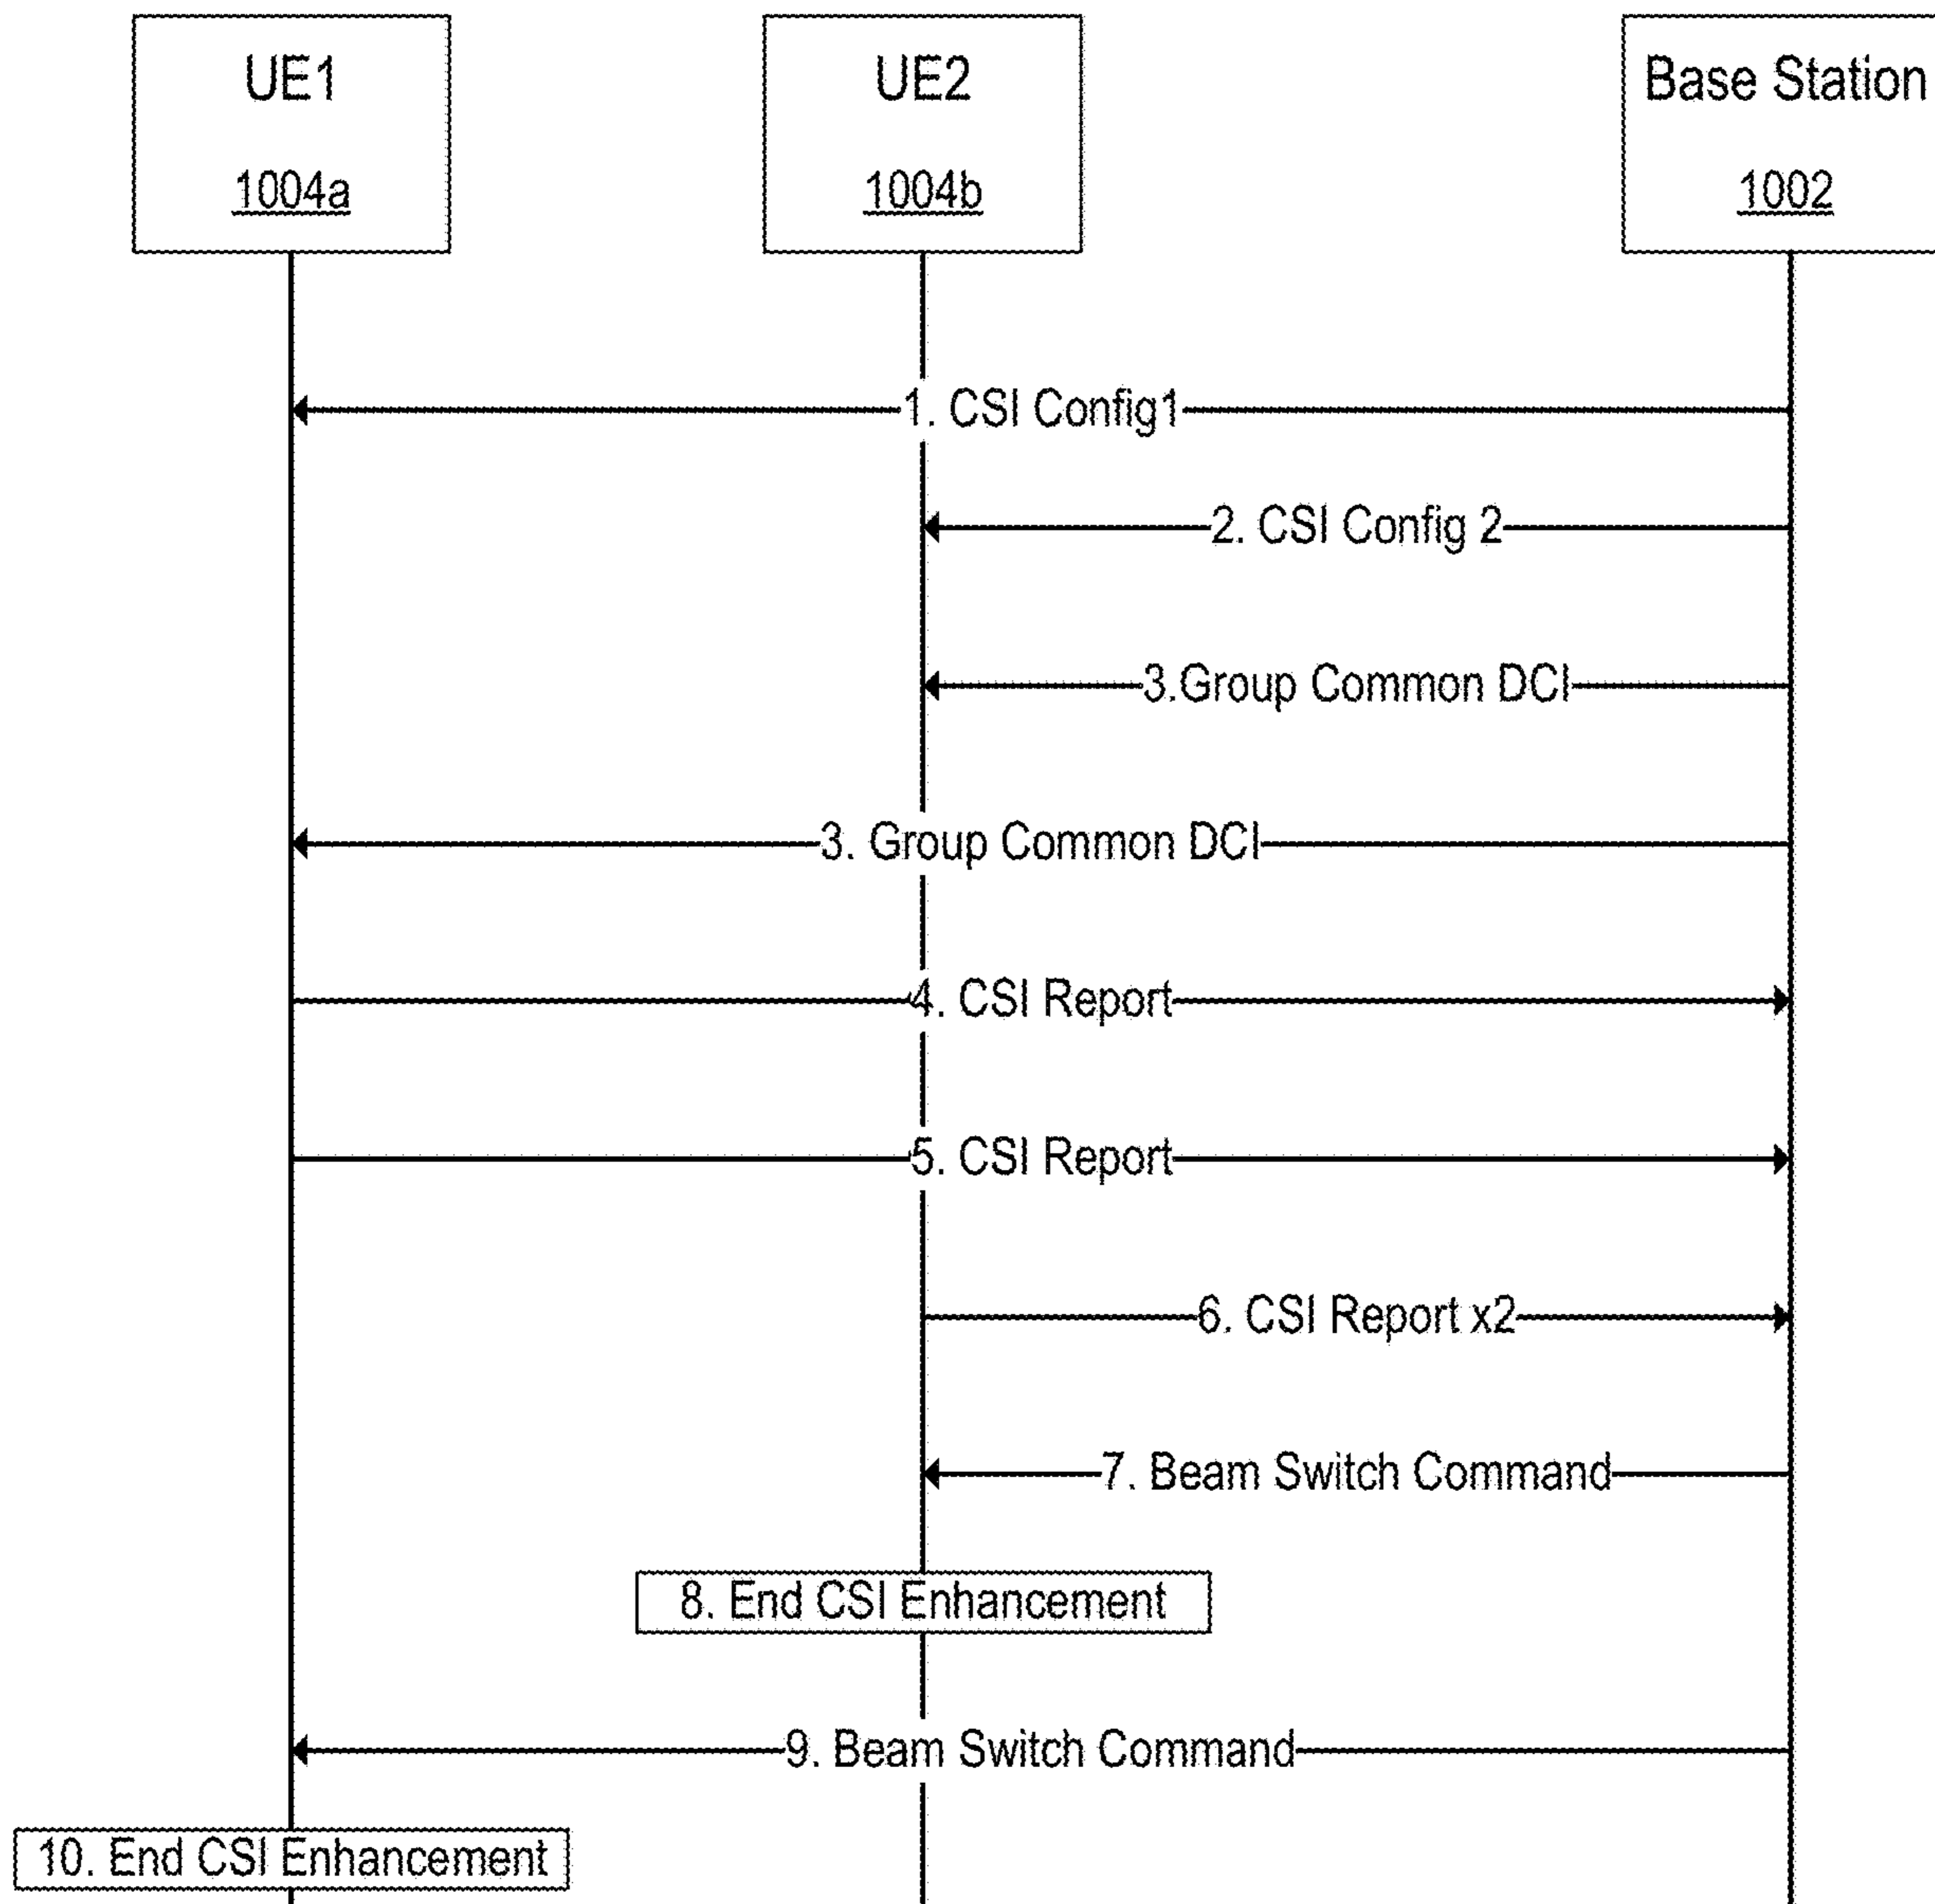 UE1
1004a
UE2
1004b
Base Station
1002
1. CSI Config1
2. CSI Config 2
3.Group Common DCI
3. Group Common DCI
4. CSI Report
5. CSI Report
6. CSI Report x2
7. Beam Switch Command
8. End CSI Enhancement
9. Beam Switch Command
10. End CSI Enhancement